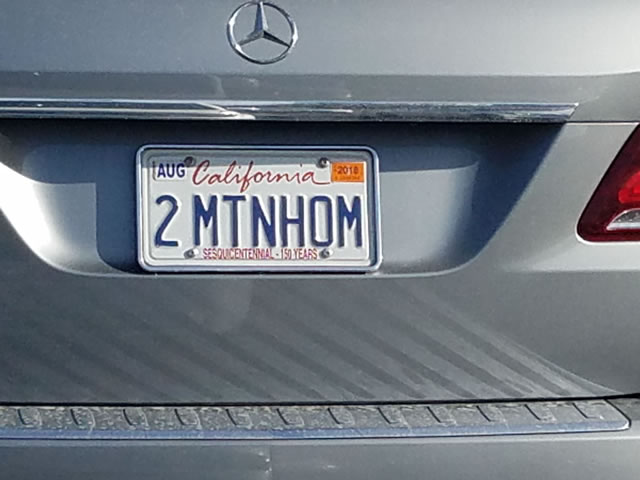 AUG California 2018
2 MTNHOM
SESQUICENTENNIAL - 150 YEARS